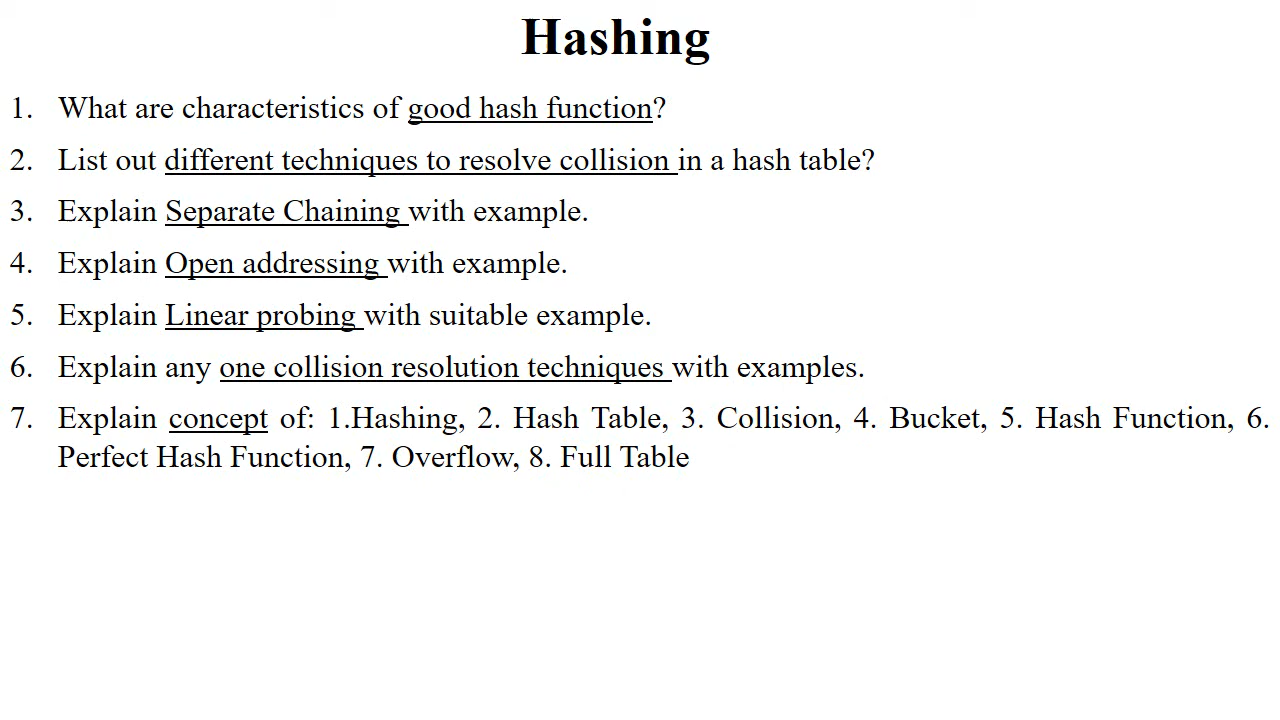 Hashing
1. What are characteristics of good hash function?
2. List out different techniques to resolve collision in a hash table?
3. Explain Separate Chaining with example.
4. Explain Open addressing with example.
5. Explain Linear probing with suitable example.
6. Explain any one collision resolution techniques with examples.
7. Explain concept of: 1.Hashing, 2. Hash Table, 3. Collision, 4. Bucket, 5. Hash Function, 6.
Perfect Hash Function, 7. Overflow, 8. Full Table